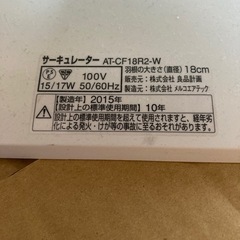 サーキュレーター AT-CF18R2-W
100V 羽根の大きさ(直径) 18cm
15/17W 50/60Hz 販売元：株式会社 良品計画
製造元：株式会社 メルコエアテック
【製造年】2015年
【設計上の標準使用期間】10年
設計上の標準使用期間を超えて使用されますと、経年劣
化による発火・けが等の事故に至るおそれがあります。